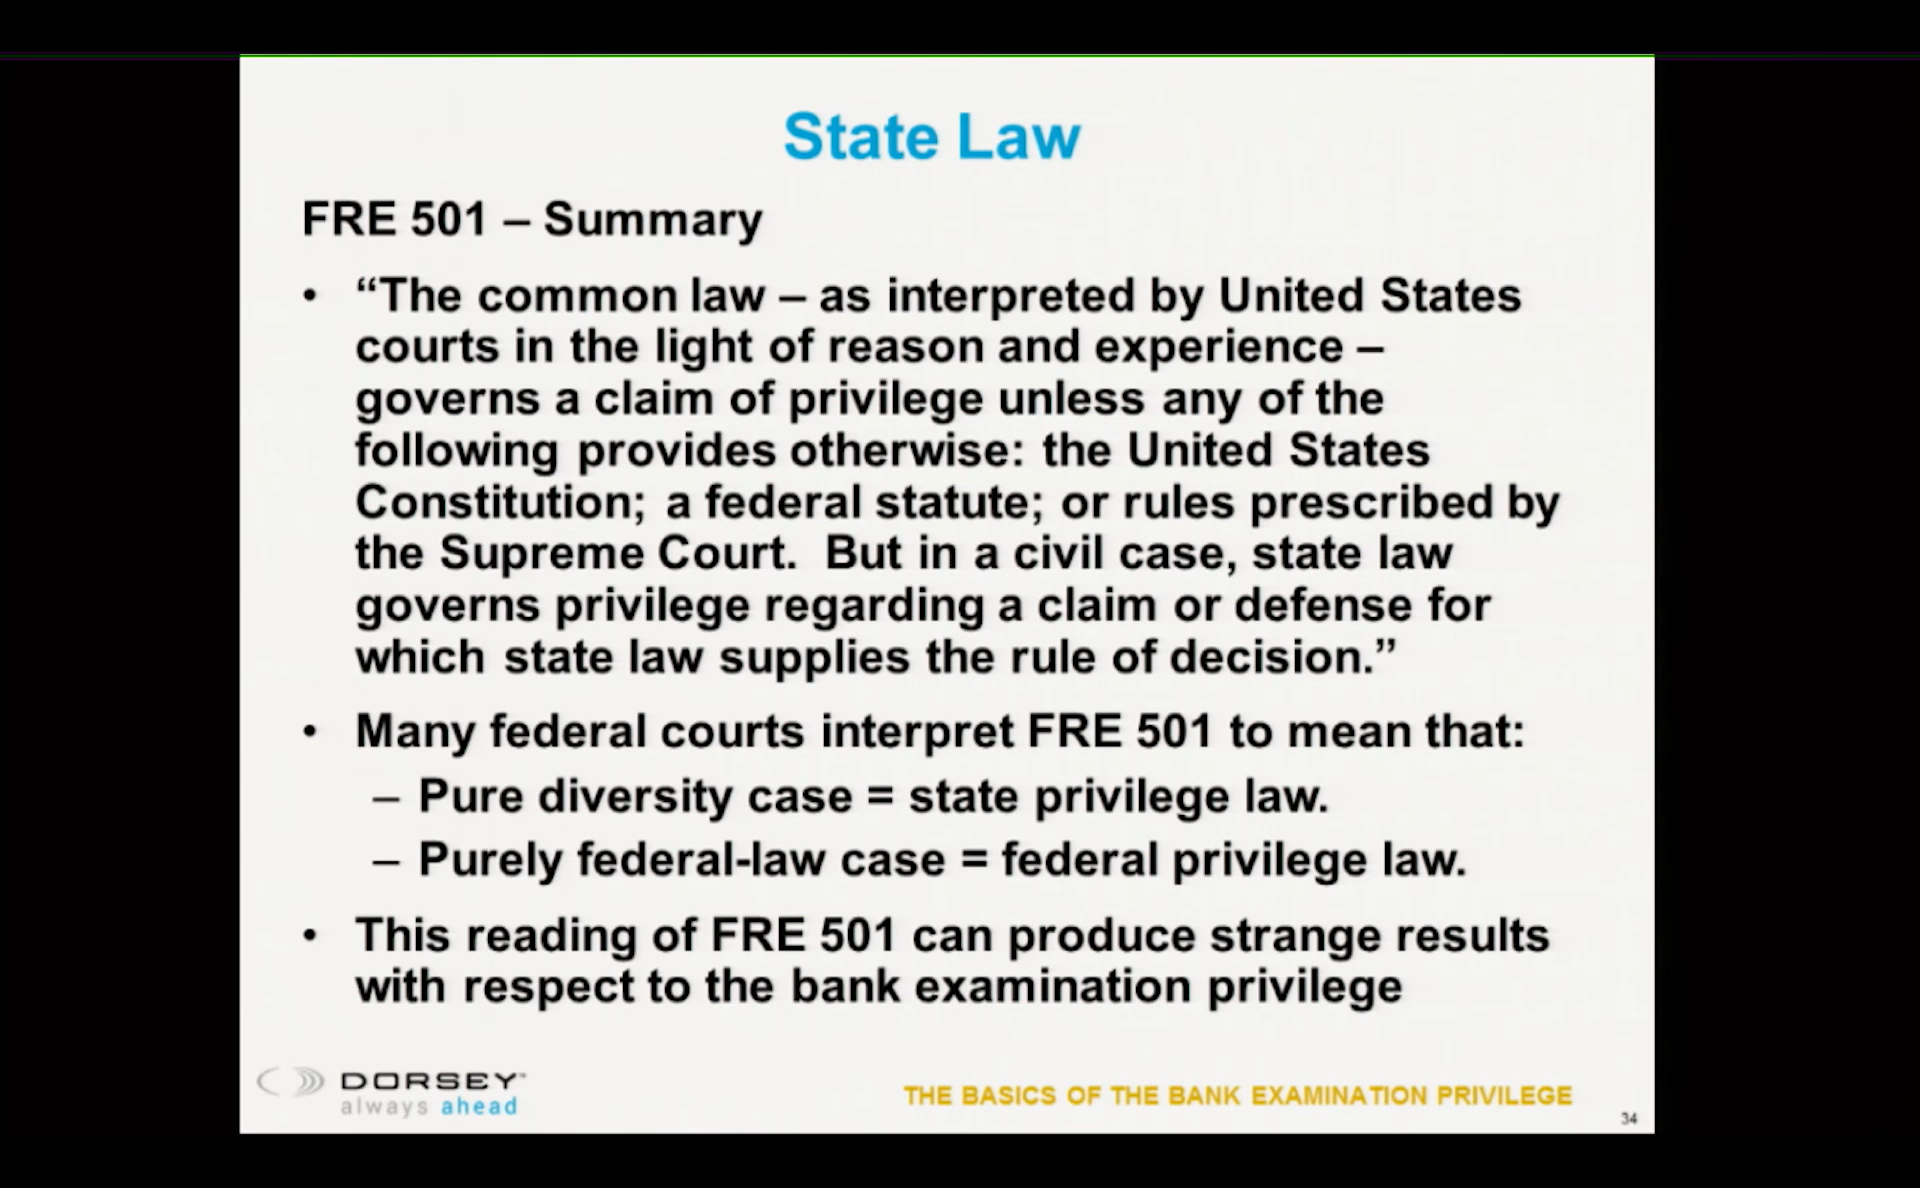 State Law
FRE 501 – Summary
• “The common law – as interpreted by United States
courts in the light of reason and experience –
governs a claim of privilege unless any of the
following provides otherwise: the United States
Constitution; a federal statute; or rules prescribed by
the Supreme Court.  But in a civil case, state law
governs privilege regarding a claim or defense for
which state law supplies the rule of decision.”
• Many federal courts interpret FRE 501 to mean that:
– Pure diversity case = state privilege law.
– Purely federal-law case = federal privilege law.
• This reading of FRE 501 can produce strange results
with respect to the bank examination privilege
DORSEY™
always ahead
THE BASICS OF THE BANK EXAMINATION PRIVILEGE
34